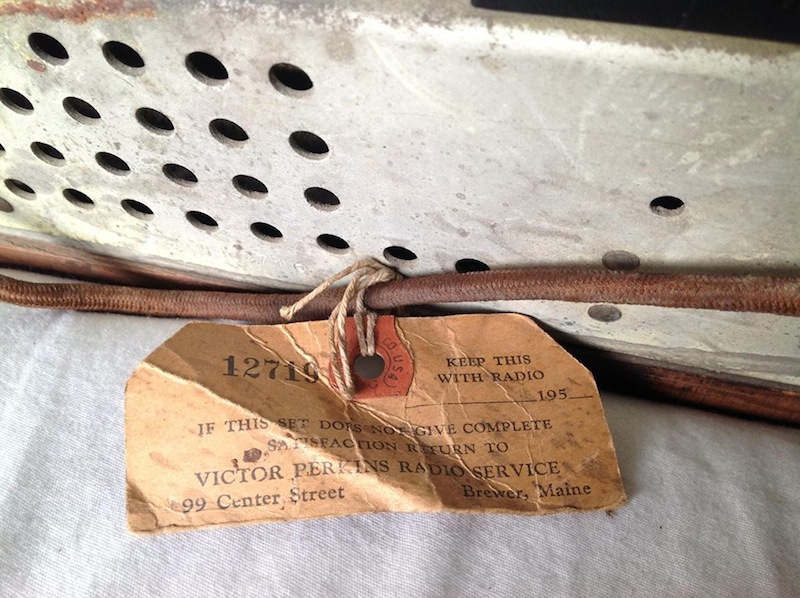 12719
USA
KEEP THIS
WITH RADIO
195
IF THIS SET DOES NOT GIVE COMPLETE
SATISFACTION RETURN TO
VICTOR PERKINS RADIO SERVICE
99 Center Street Brewer, Maine